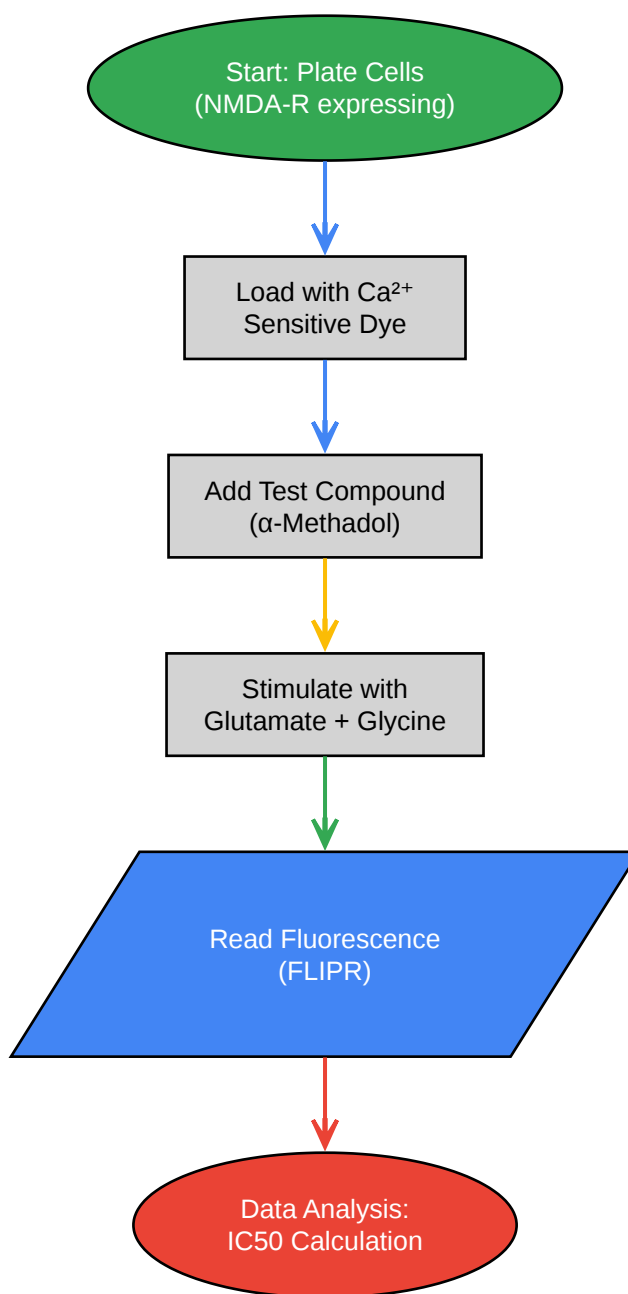 Start: Plate Cells
(NMDA-R expressing)
Load with Ca²⁺
Sensitive Dye
Add Test Compound
(α-Methadol)
Stimulate with
Glutamate + Glycine
Read Fluorescence
(FLIPR)
Data Analysis:
IC50 Calculation